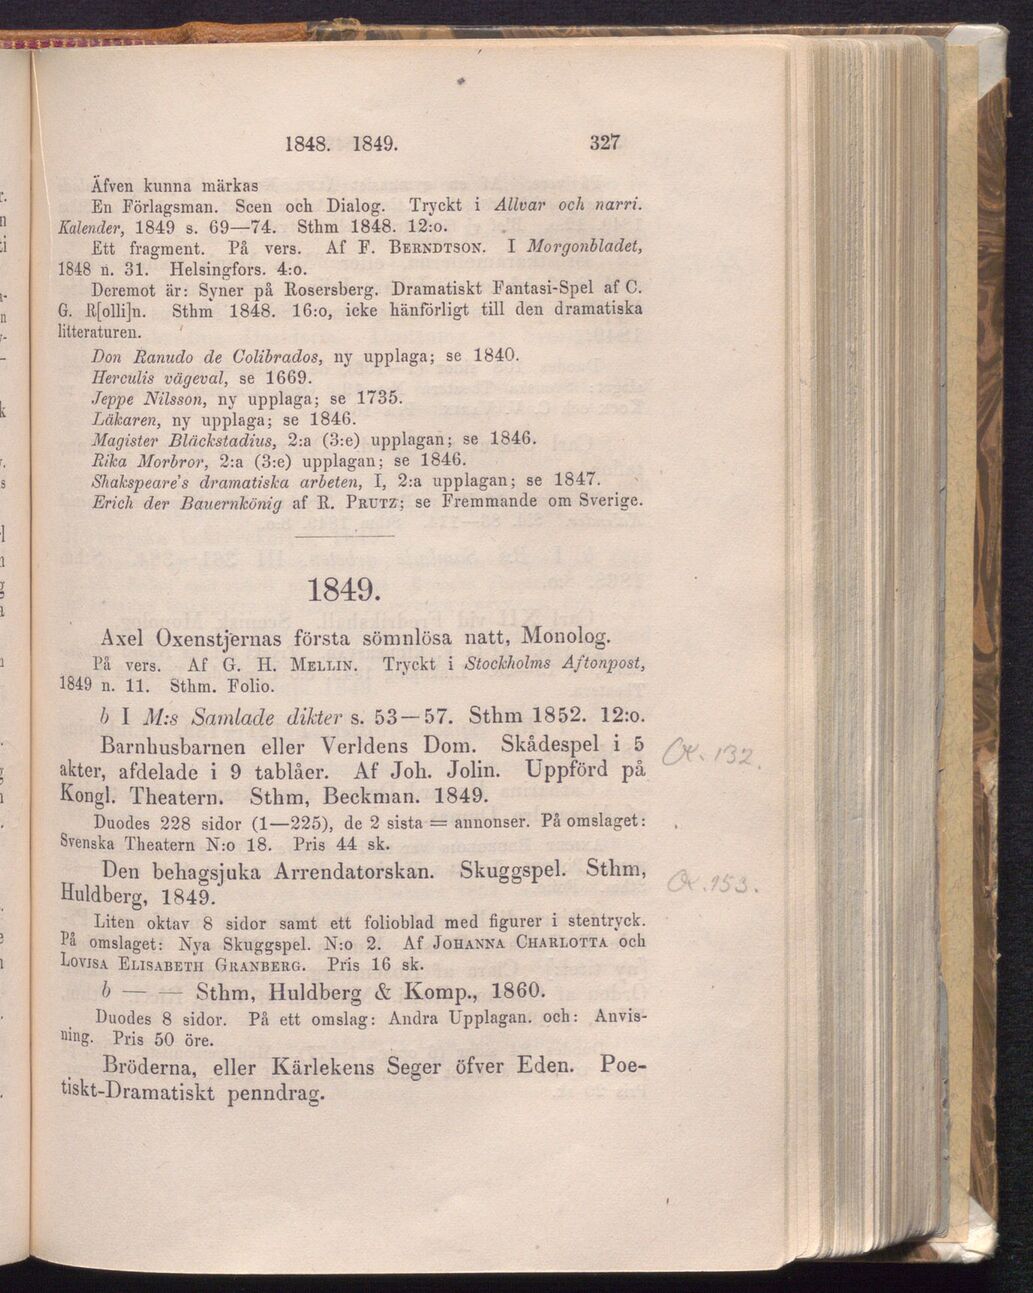 1848. 1849. 327
Äfven kunna märkas
En Förlagsman. Scen och Dialog. Tryckt i Allvar och narri.
Kalender, 1849 s. 69—74. Sthm 1848. 12:o.
Ett fragment. På vers. Af F. BERNDTSON. I Morgonbladet,
1848 n. 31. Helsingfors. 4:o.
Deremot är: Syner på Rosersberg. Dramatiskt Fantasi-Spel af C.
G. R[olli]n. Sthm 1848. 16:o, icke hänförligt till den dramatiska
litteraturen.
Don Ranudo de Colibrados, ny upplaga; se 1840.
Herculis vägeval, se 1669.
Jeppe Nilsson, ny upplaga; se 1735.
Läkaren, ny upplaga; se 1846.
Magister Bläckstadius, 2:a (3:e) upplagan; se 1846.
Rika Morbror, 2:a (3:e) upplagan; se 1846.
Shakspeare's dramatiska arbeten, I, 2:a upplagan; se 1847.
Erich der Bauernkönig af R. PRUTZ; se Fremmande om Sverige.
1849.
Axel Oxenstjernas första sömnlösa natt, Monolog.
På vers. Af G. H. MELLIN. Tryckt i Stockholms Aftonpost,
1849 n. 11. Sthm. Folio.
b I M:s Samlade dikter s. 53—57. Sthm 1852. 12:o.
Barnhusbarnen eller Verldens Dom. Skådespel i 5
akter, afdelade i 9 tablåer. Af Joh. Jolin. Uppförd på
Kongl. Theatern. Sthm, Beckman. 1849.
Duodes 228 sidor (1—225), de 2 sista = annonser. På omslaget:
Svenska Theatern N:o 18. Pris 44 sk.
Den behagsjuka Arrendatorskan. Skuggspel. Sthm,
Huldberg, 1849.
Liten oktav 8 sidor samt ett folioblad med figurer i stentryck.
På omslaget: Nya Skuggspel. N:o 2. Af JOHANNA CHARLOTTA och
LOVISA ELISABETH GRANBERG. Pris 16 sk.
b — — Sthm, Huldberg & Komp., 1860.
Duodes 8 sidor. På ett omslag: Andra Upplagan. och: Anvis-
ning. Pris 50 öre.
Bröderna, eller Kärlekens Seger öfver Eden. Poe-
tiskt-Dramatiskt penndrag.
132.
153.